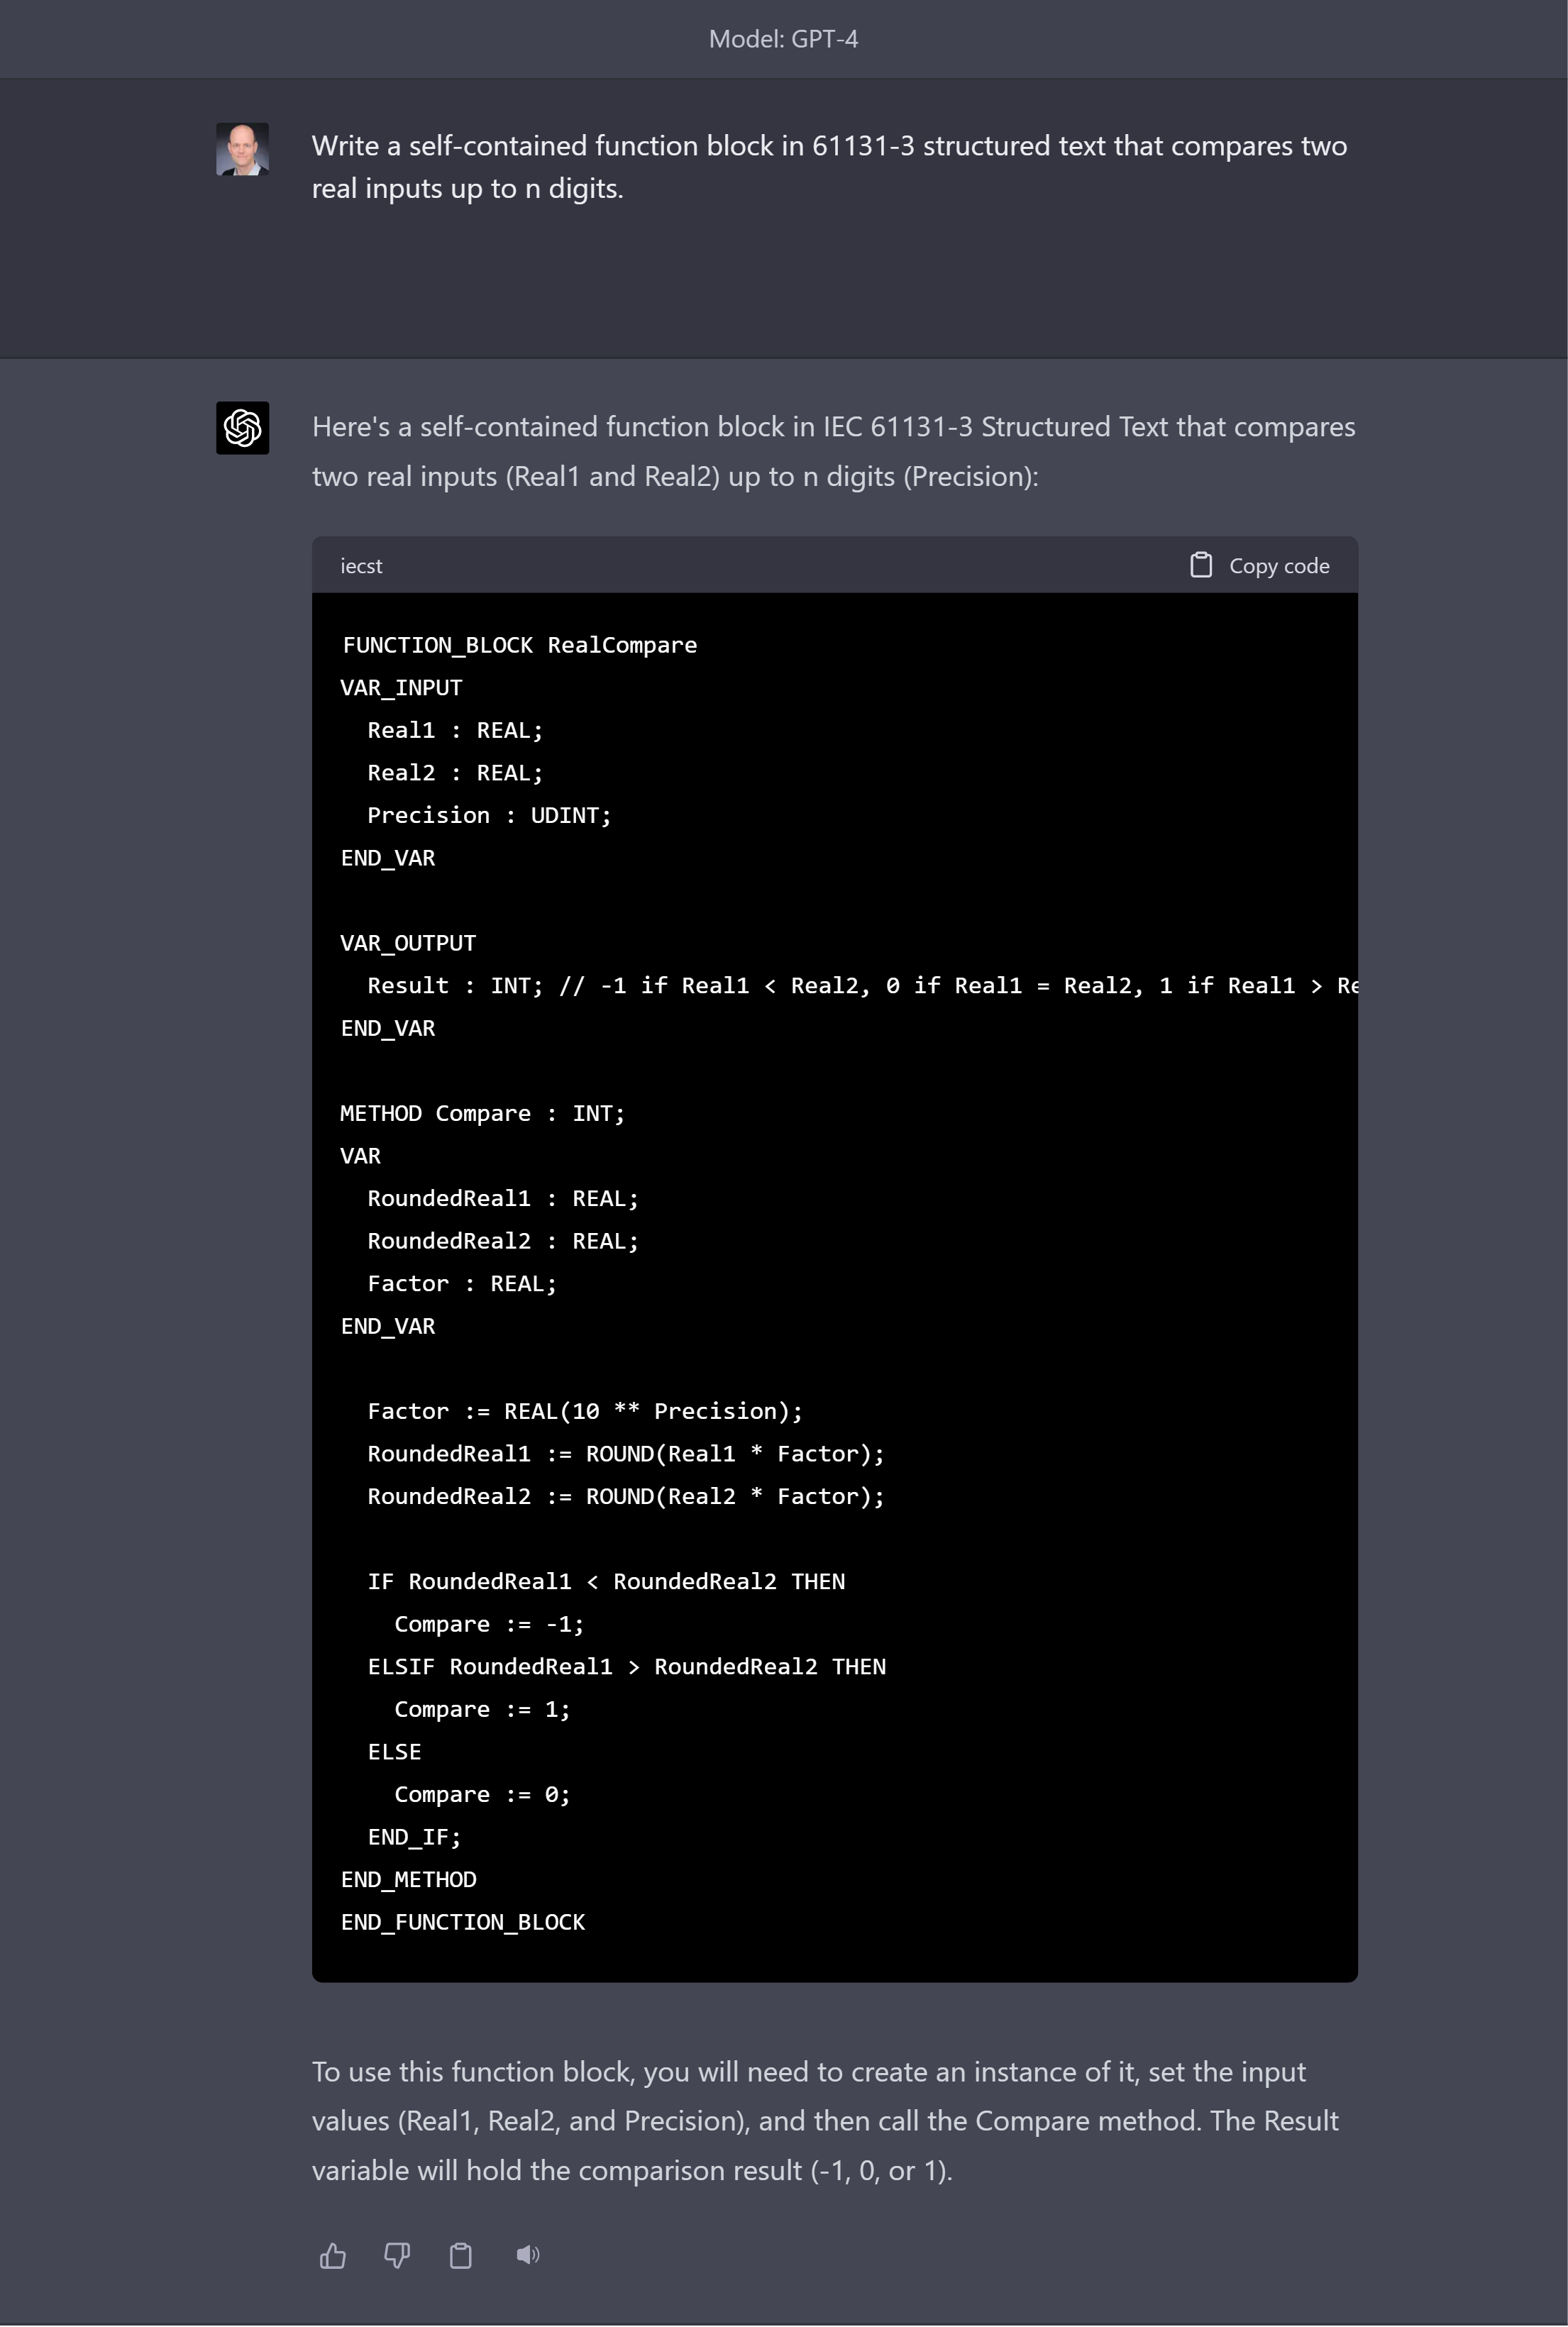 Model: GPT-4
Write a self-contained function block in 61131-3 structured text that compares two
real inputs up to n digits.
Here's a self-contained function block in IEC 61131-3 Structured Text that compares
two real inputs (Real1 and Real2) up to n digits (Precision):
iecst
Copy code
FUNCTION_BLOCK RealCompare
VAR_INPUT
  Real1 : REAL;
  Real2 : REAL;
  Precision : UDINT;
END_VAR
VAR_OUTPUT
  Result : INT; // -1 if Real1 < Real2, 0 if Real1 = Real2, 1 if Real1 > Re
END_VAR
METHOD Compare : INT;
VAR
  RoundedReal1 : REAL;
  RoundedReal2 : REAL;
  Factor : REAL;
END_VAR
  Factor := REAL(10 ** Precision);
  RoundedReal1 := ROUND(Real1 * Factor);
  RoundedReal2 := ROUND(Real2 * Factor);
  IF RoundedReal1 < RoundedReal2 THEN
    Compare := -1;
  ELSIF RoundedReal1 > RoundedReal2 THEN
    Compare := 1;
  ELSE
    Compare := 0;
  END_IF;
END_METHOD
END_FUNCTION_BLOCK
To use this function block, you will need to create an instance of it, set the input
values (Real1, Real2, and Precision), and then call the Compare method. The Result
variable will hold the comparison result (-1, 0, or 1).